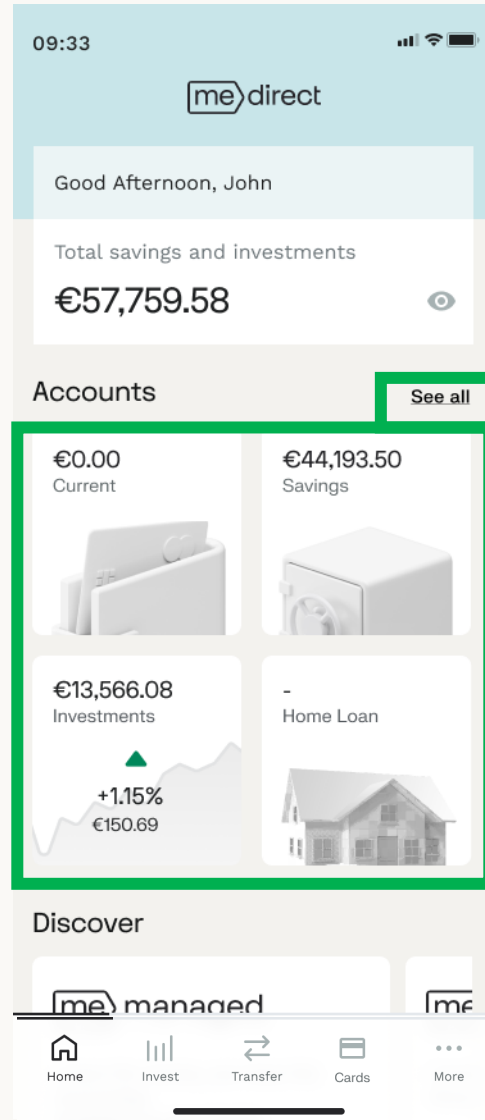 09:33
me direct
Good Afternoon, John
Total savings and investments
€57,759.58
Accounts
See all
€0.00
Current
€44,193.50
Savings
€13,566.08
Investments
+1.15%
€150.69
-
Home Loan
Discover
me managed
me
Home
Invest
Transfer
Cards
More